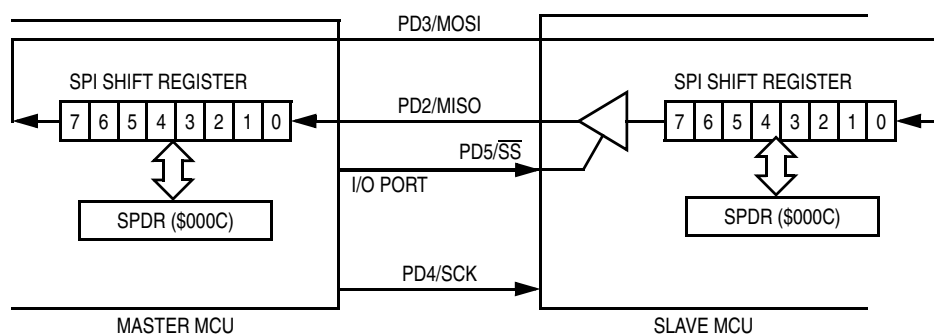 PD3/MOSI
SPI SHIFT REGISTER
SPI SHIFT REGISTER
7 6 5 4 3 2 1 0
PD2/MISO
7 6 5 4 3 2 1 0
PD5/S̅S̅
I/O PORT
SPDR ($000C)
SPDR ($000C)
PD4/SCK
MASTER MCU
SLAVE MCU